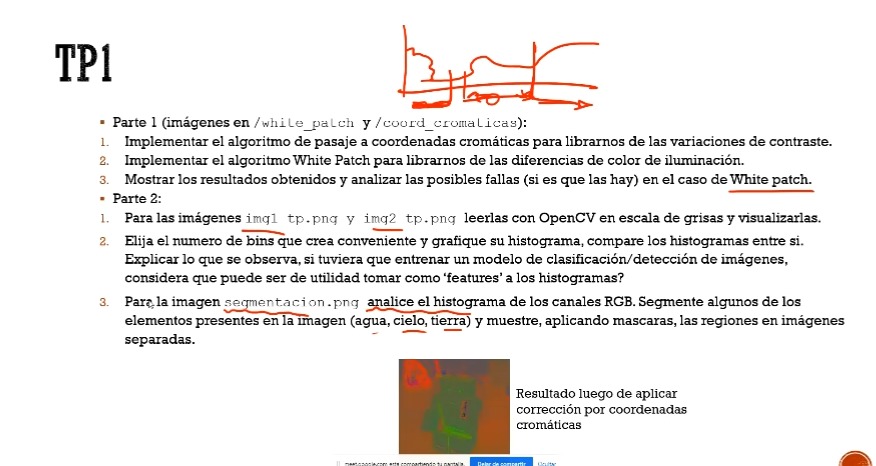 TP1
Parte 1 (imágenes en /white_patch y /coord_cromaticas):
1. Implementar el algoritmo de pasaje a coordenadas cromáticas para librarnos de las variaciones de contraste.
2. Implementar el algoritmo White Patch para librarnos de las diferencias de color de iluminación.
3. Mostrar los resultados obtenidos y analizar las posibles fallas (si es que las hay) en el caso de White patch.
Parte 2:
1. Para las imágenes img1_tp.png y img2_tp.png leerlas con OpenCV en escala de grisas y visualizarlas.
2. Elija el numero de bins que crea conveniente y grafique su histograma, compare los histogramas entre si.
Explicar lo que se observa, si tuviera que entrenar un modelo de clasificación/detección de imágenes,
considera que puede ser de utilidad tomar como ‘features’ a los histogramas?
3. Para la imagen segmentacion.png analice el histograma de los canales RGB. Segmente algunos de los
elementos presentes en la imagen (agua, cielo, tierra) y muestre, aplicando mascaras, las regiones en imágenes
separadas.
Resultado luego de aplicar
corrección por coordenadas
cromáticas
meet.google.com está compartiendo tu pantalla.
Dejar de compartir
Ocultar